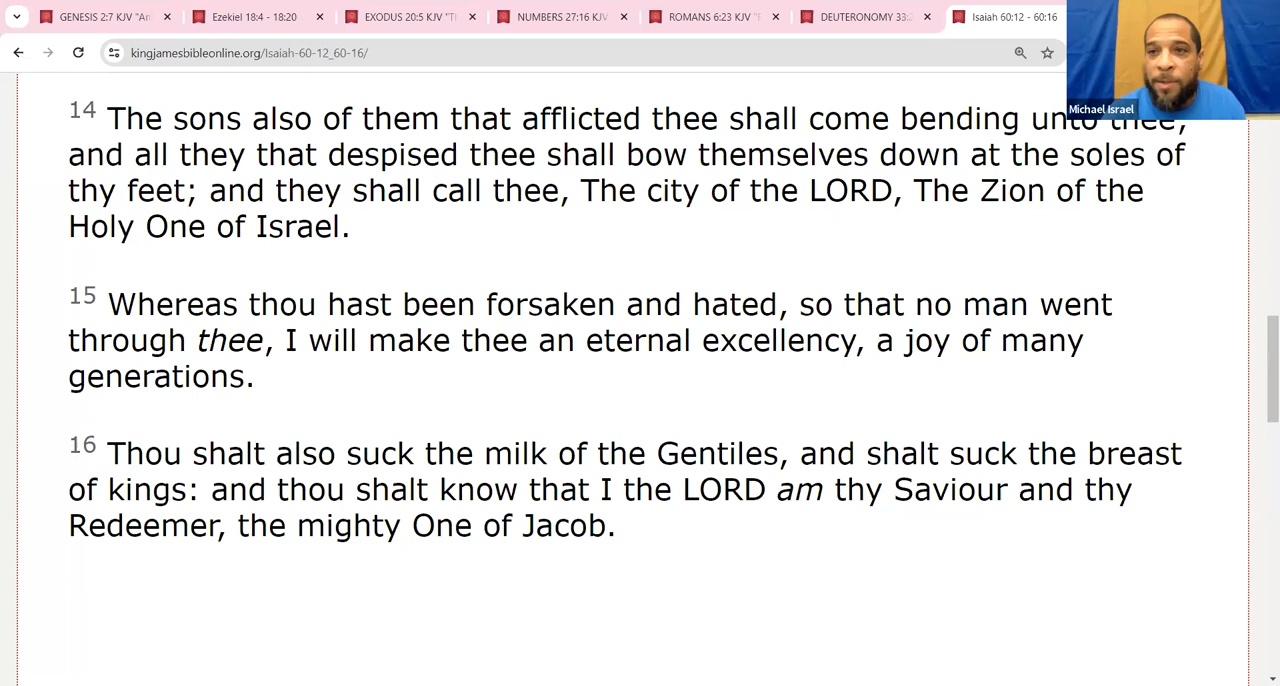 GENESIS 2:7 KJV "An
Ezekiel 18:4 - 18:20
EXODUS 20:5 KJV "Th
NUMBERS 27:16 KJV
ROMANS 6:23 KJV "F
DEUTERONOMY 33:2
Isaiah 60:12 - 60:16
kingjamesbibleonline.org/Isaiah-60-12_60-16/
Michael Israel
14 The sons also of them that afflicted thee shall come bending unto thee;
and all they that despised thee shall bow themselves down at the soles of
thy feet; and they shall call thee, The city of the LORD, The Zion of the
Holy One of Israel.
15 Whereas thou hast been forsaken and hated, so that no man went
through thee, I will make thee an eternal excellency, a joy of many
generations.
16 Thou shalt also suck the milk of the Gentiles, and shalt suck the breast
of kings: and thou shalt know that I the LORD am thy Saviour and thy
Redeemer, the mighty One of Jacob.